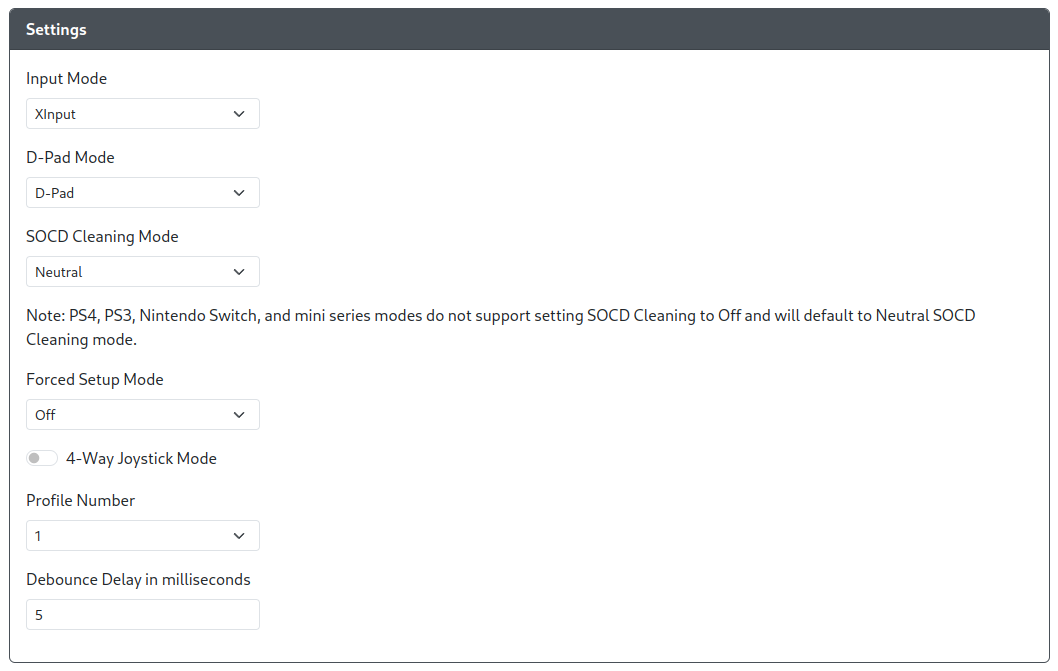 Settings
Input Mode
XInput
D-Pad Mode
D-Pad
SOCD Cleaning Mode
Neutral
Note: PS4, PS3, Nintendo Switch, and mini series modes do not support setting SOCD Cleaning to Off and will default to Neutral SOCD
Cleaning mode.
Forced Setup Mode
Off
4-Way Joystick Mode
Profile Number
1
Debounce Delay in milliseconds
5